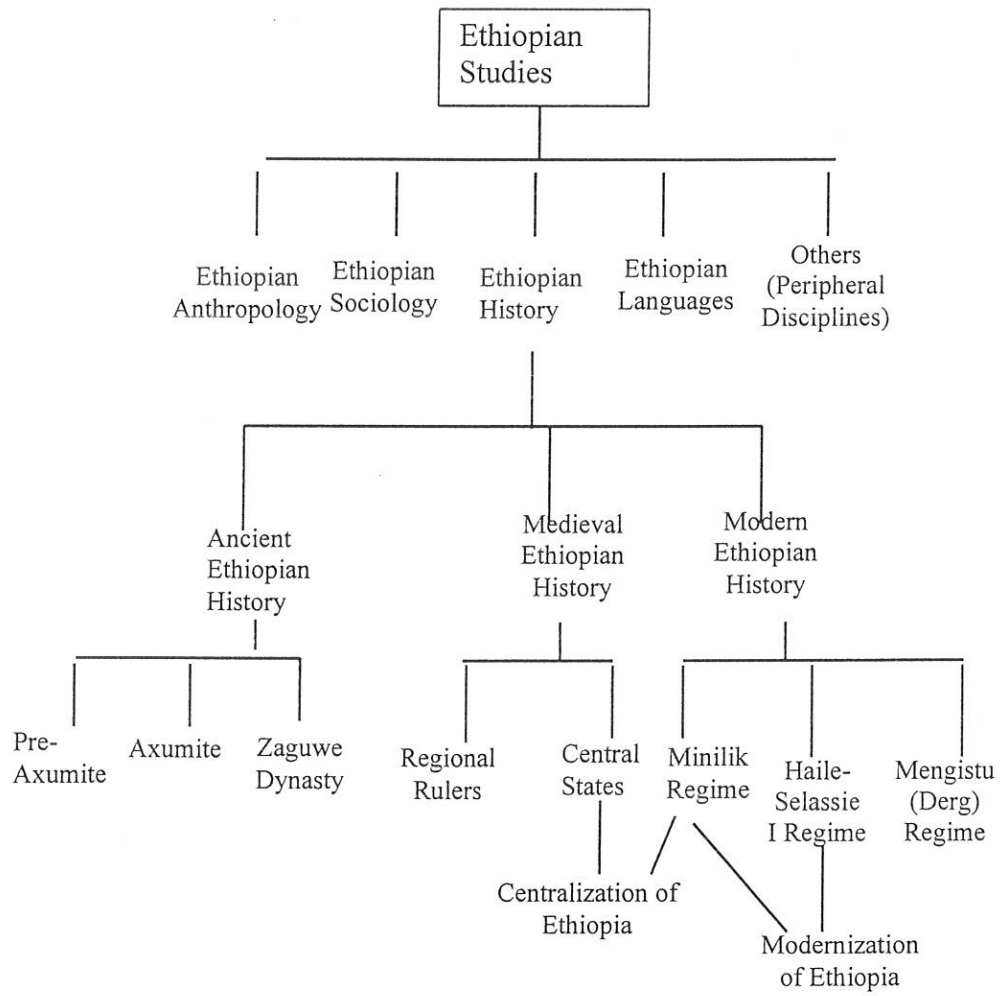 Ethiopian
Studies
Ethiopian
Anthropology
Ethiopian
Sociology
Ethiopian
History
Ethiopian
Languages
Others
(Peripheral
Disciplines)
Ancient
Ethiopian
History
Medieval
Ethiopian
History
Modern
Ethiopian
History
Pre-
Axumite
Axumite
Zaguwe
Dynasty
Regional
Rulers
Central
States
Minilik
Regime
Haile-
Selassie
I Regime
Mengistu
(Derg)
Regime
Centralization of
Ethiopia
Modernization
of Ethiopia